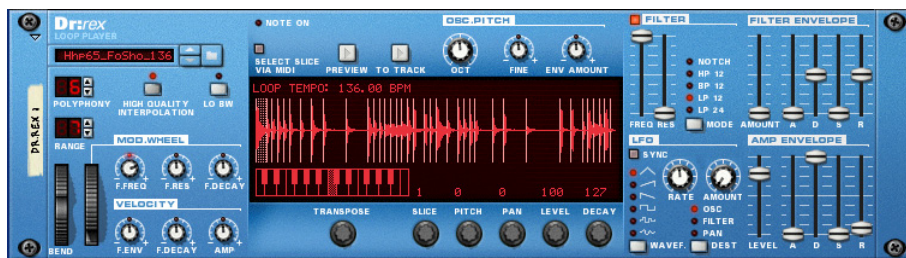 Dr:rex
LOOP PLAYER
Hhp65_FoSho_136
POLYPHONY
6
HIGH QUALITY
INTERPOLATION
LO BW
RANGE
7
DR.REX 1
MOD.WHEEL
F.FREQ
F.RES
F.DECAY
VELOCITY
F.ENV
F.DECAY
AMP
BEND
NOTE ON
SELECT SLICE
VIA MIDI
PREVIEW
TO TRACK
OSC.PITCH
OCT
FINE
ENV AMOUNT
LOOP TEMPO: 136.00 BPM
1 0 0 100 127
TRANSPOSE
SLICE
PITCH
PAN
LEVEL
DECAY
FILTER
FREQ
RES
NOTCH
HP 12
BP 12
LP 12
LP 24
MODE
FILTER ENVELOPE
AMOUNT
A
D
S
R
LFO
SYNC
RATE
AMOUNT
OSC
FILTER
PAN
WAVEF.
DEST
AMP ENVELOPE
LEVEL
A
D
S
R